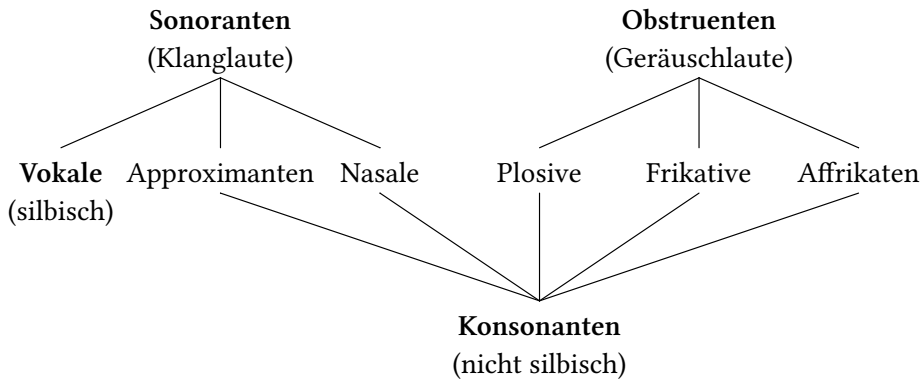 Sonoranten
(Klanglaute)
Obstruenten
(Geräuschlaute)
Vokale
(silbisch)
Approximanten
Nasale
Plosive
Frikative
Affrikaten
Konsonanten
(nicht silbisch)